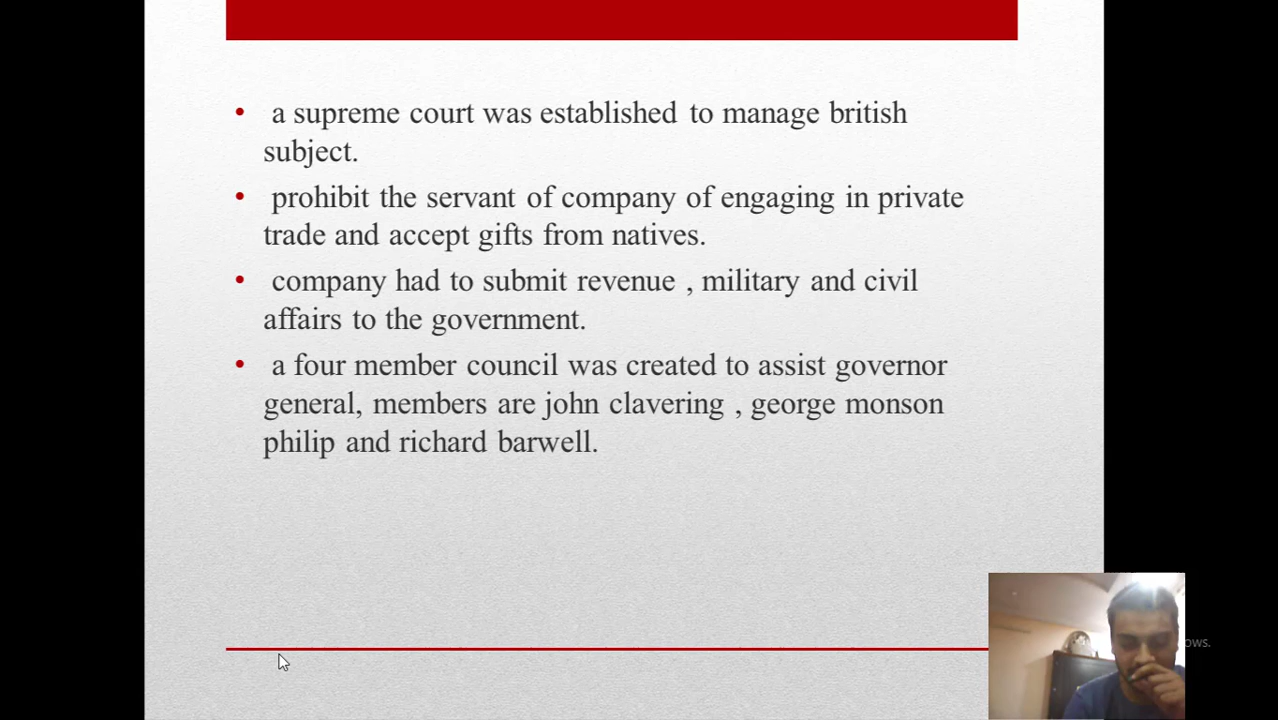 • a supreme court was established to manage british
subject.
• prohibit the servant of company of engaging in private
trade and accept gifts from natives.
• company had to submit revenue , military and civil
affairs to the government.
• a four member council was created to assist governor
general, members are john clavering , george monson
philip and richard barwell.
ows.